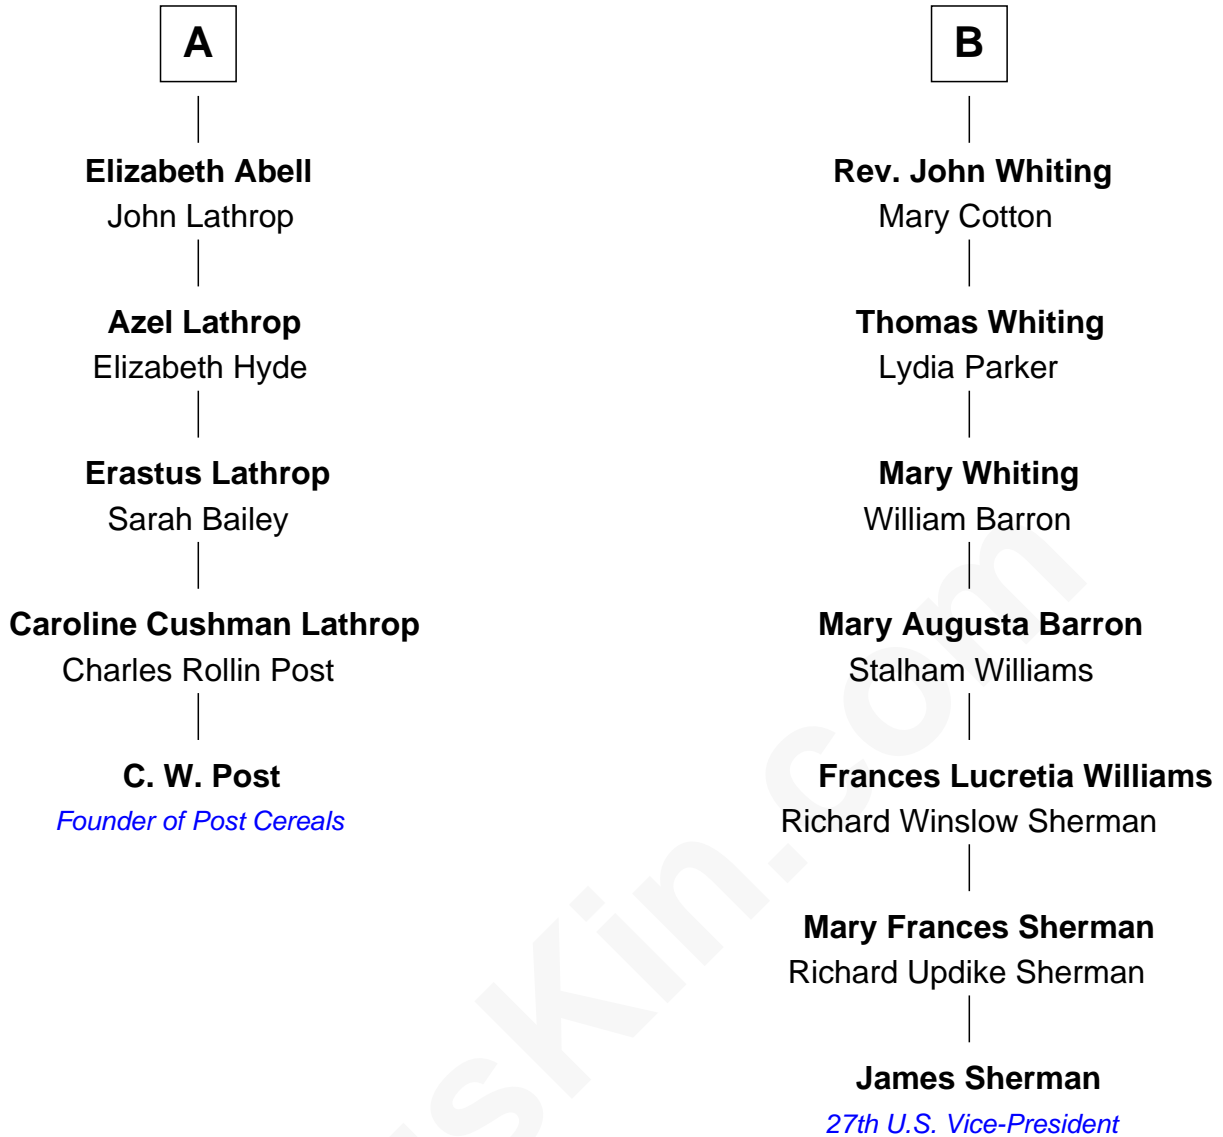 A
Elizabeth Abell
John Lathrop
Azel Lathrop
Elizabeth Hyde
Erastus Lathrop
Sarah Bailey
Caroline Cushman Lathrop
Charles Rollin Post
C. W. Post
Founder of Post Cereals
B
Rev. John Whiting
Mary Cotton
Thomas Whiting
Lydia Parker
Mary Whiting
William Barron
Mary Augusta Barron
Stalham Williams
Frances Lucretia Williams
Richard Winslow Sherman
Mary Frances Sherman
Richard Updike Sherman
James Sherman
27th U.S. Vice-President
rsKin.com